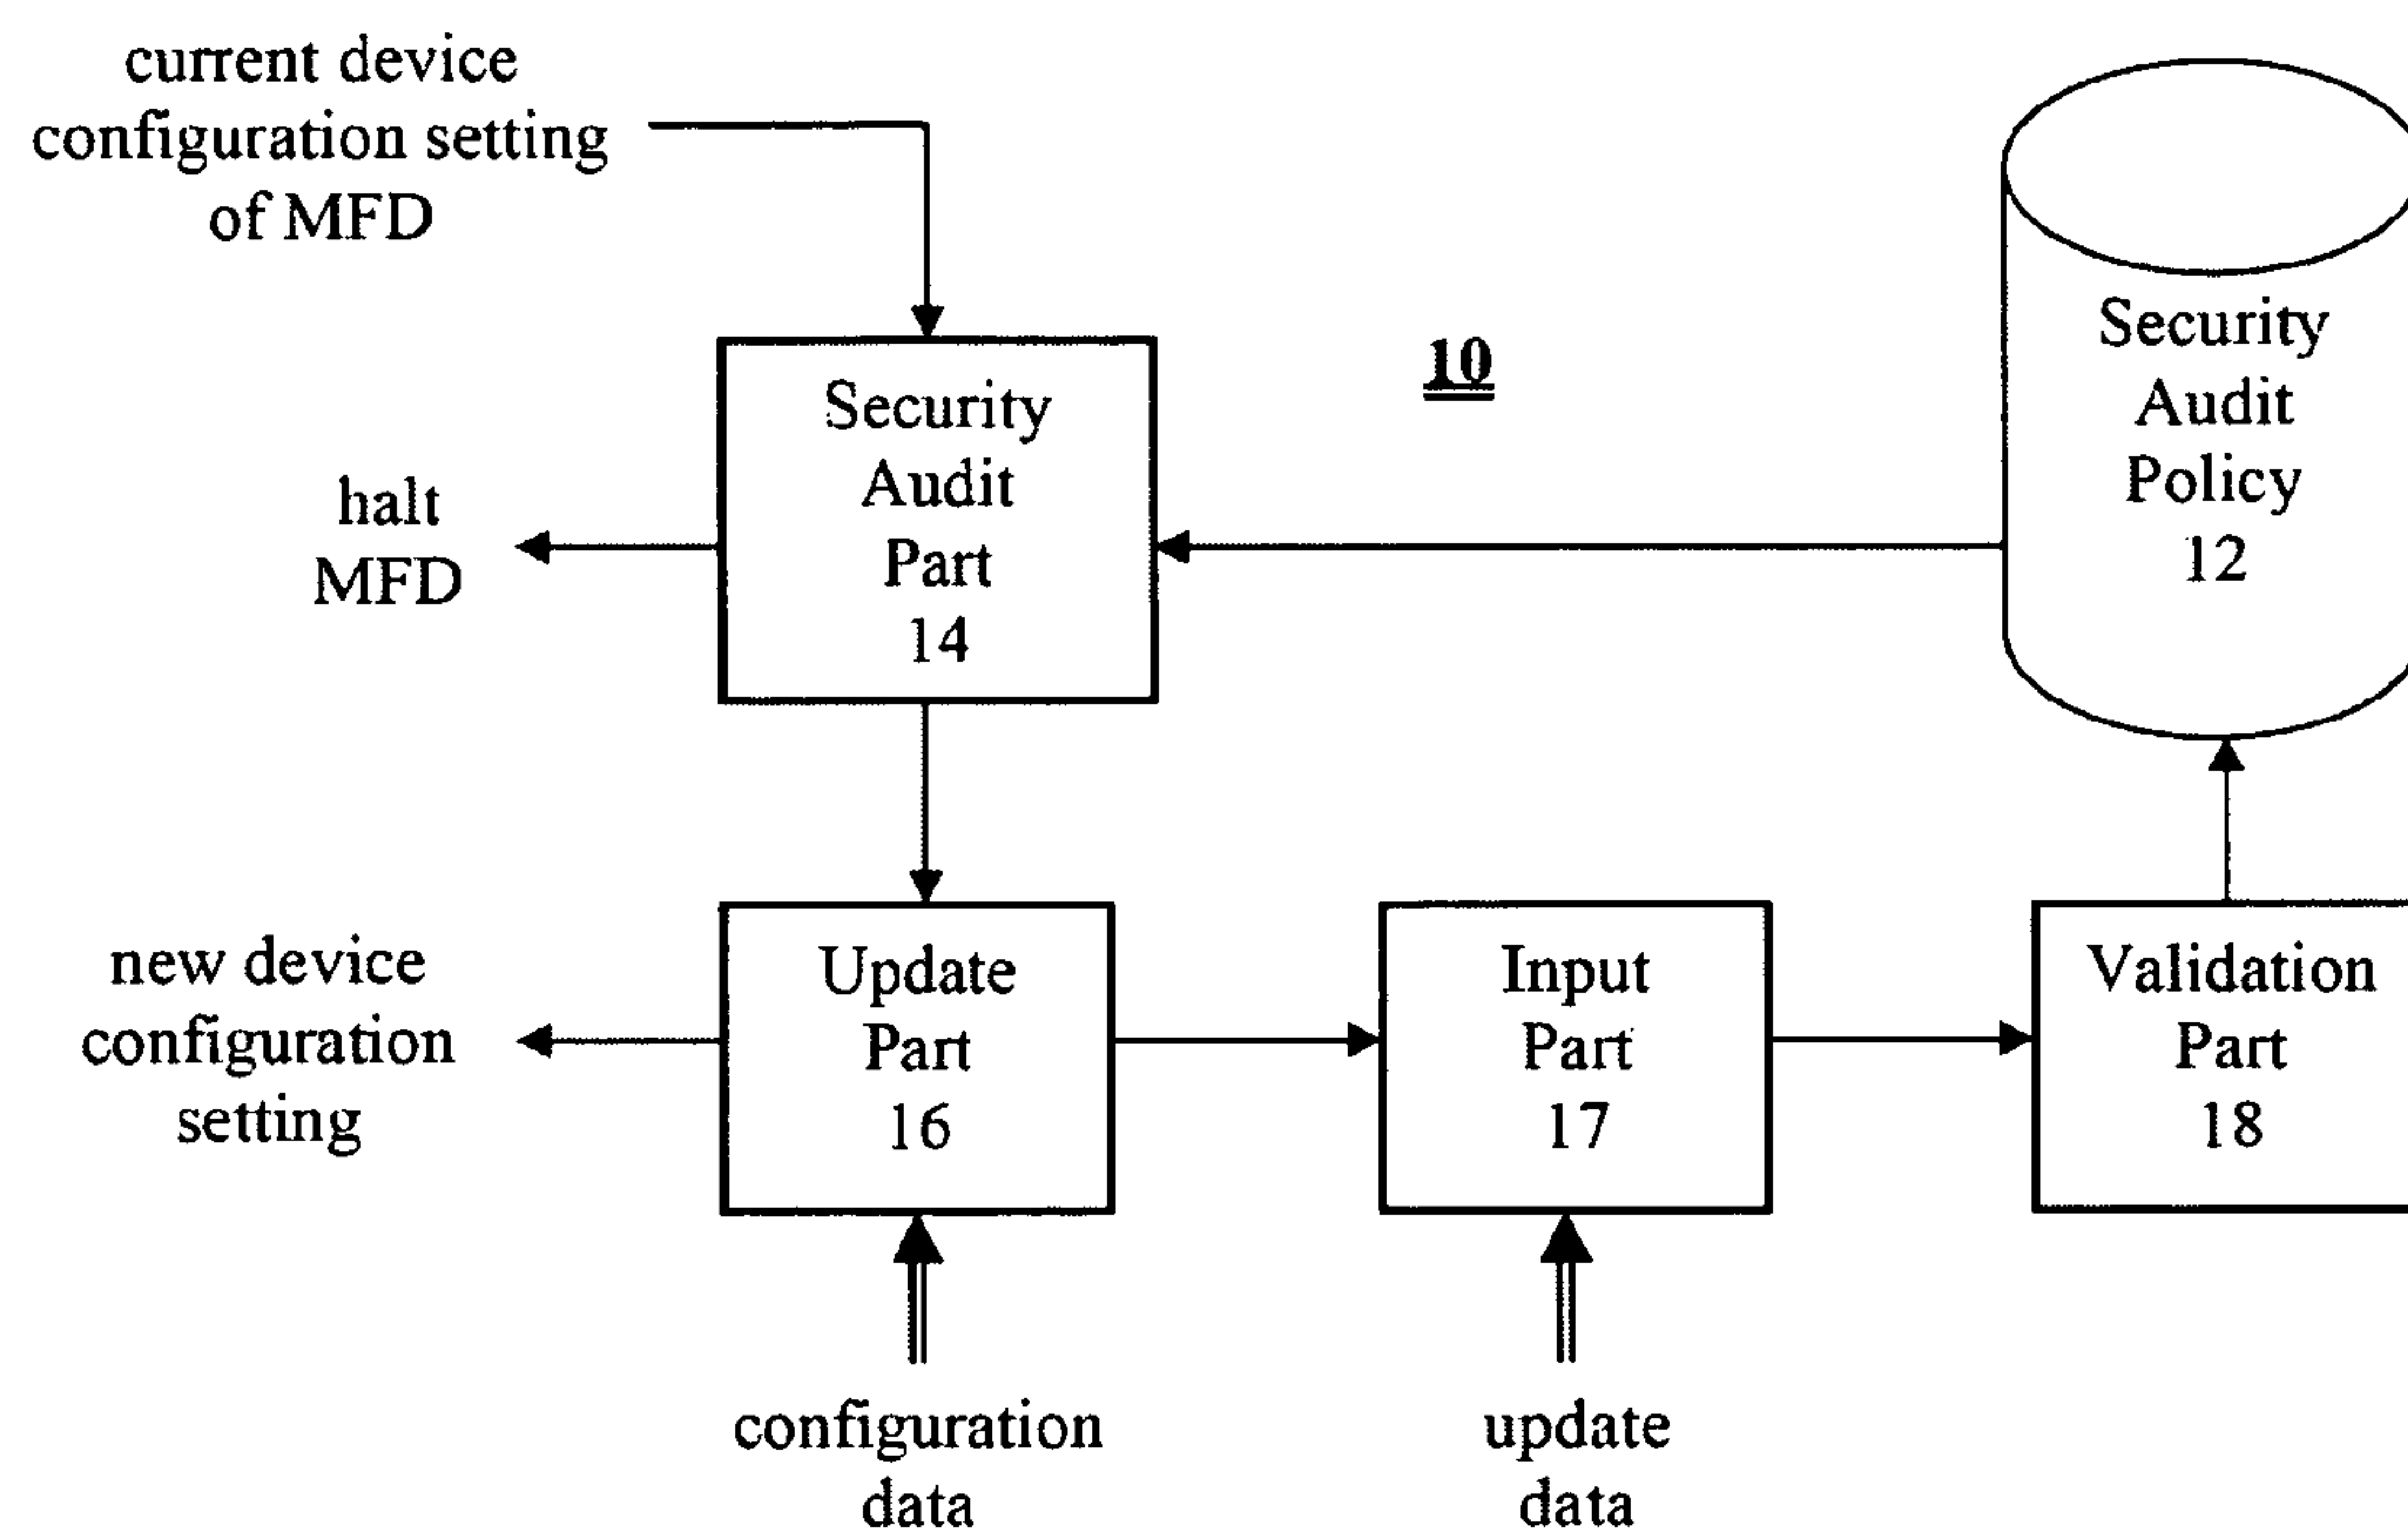 current device
configuration setting
of MFD
Security
Audit
Policy
12
10
Security
Audit
Part
14
halt
MFD
new device
configuration
setting
Update
Part
16
Input
Part
17
Validation
Part
18
configuration
data
update
data